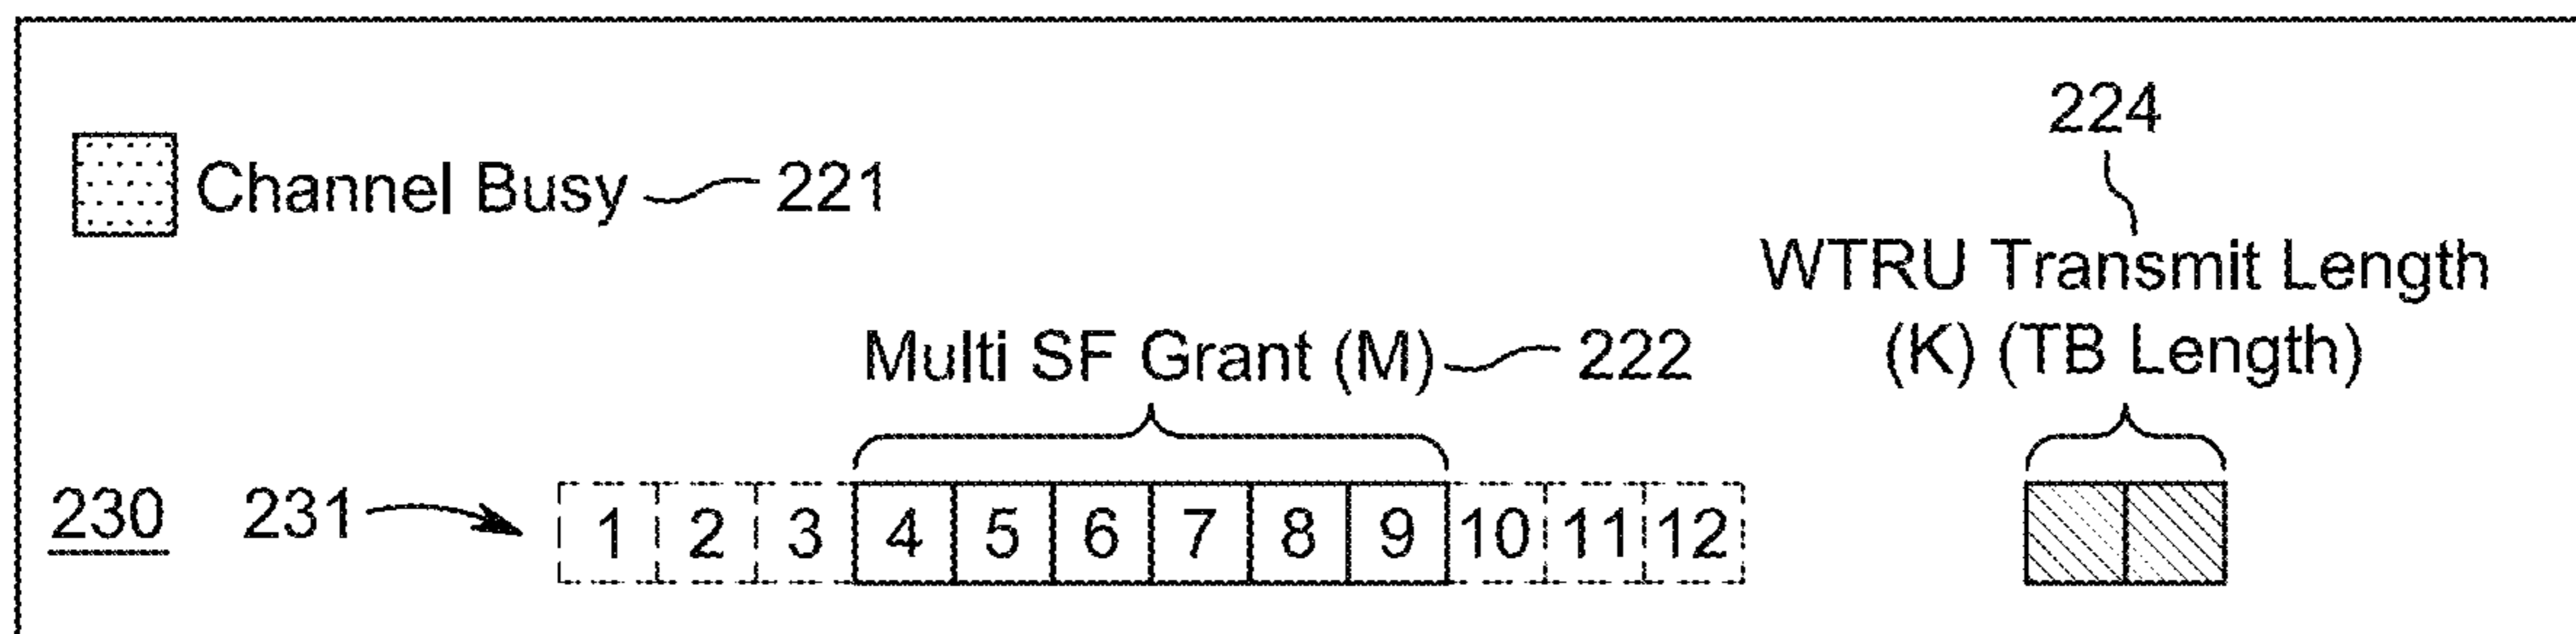 224
Channel Busy 221
WTRU Transmit Length
Multi SF Grant (M) 222
(K) (TB Length)
230 231 1 2 3 4 5 6 7 8 9 10 11 12